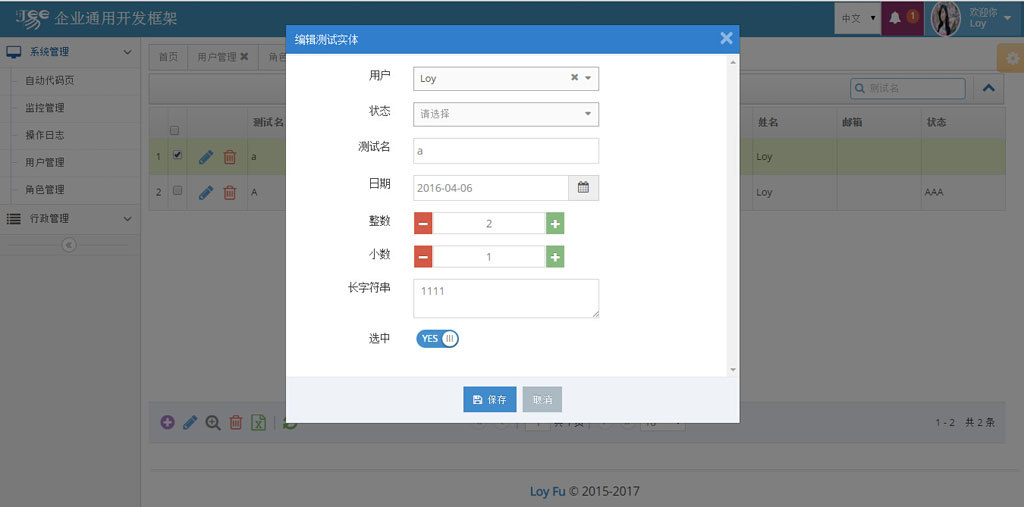 JSee 企业通用开发框架
中文
1
欢迎你
Loy
系统管理
自动代码页
监控管理
操作日志
用户管理
角色管理
行政管理
首页
用户管理
角色
测试名
测试名
姓名
邮箱
状态
1
a
Loy
2
A
Loy
AAA
编辑测试实体
用户
Loy
状态
请选择
测试名
a
日期
2016-04-06
整数
2
小数
1
长字符串
1111
选中
YES
保存
取消
1 - 2 共 2 条
Loy Fu © 2015-2017